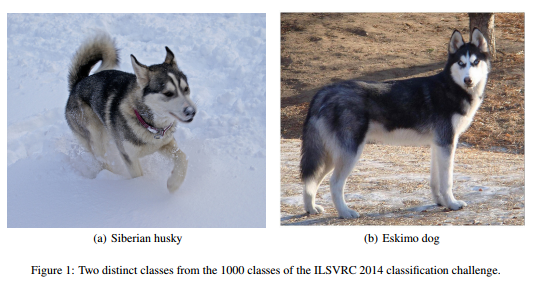 (a) Siberian husky
(b) Eskimo dog
Figure 1: Two distinct classes from the 1000 classes of the ILSVRC 2014 classification challenge.